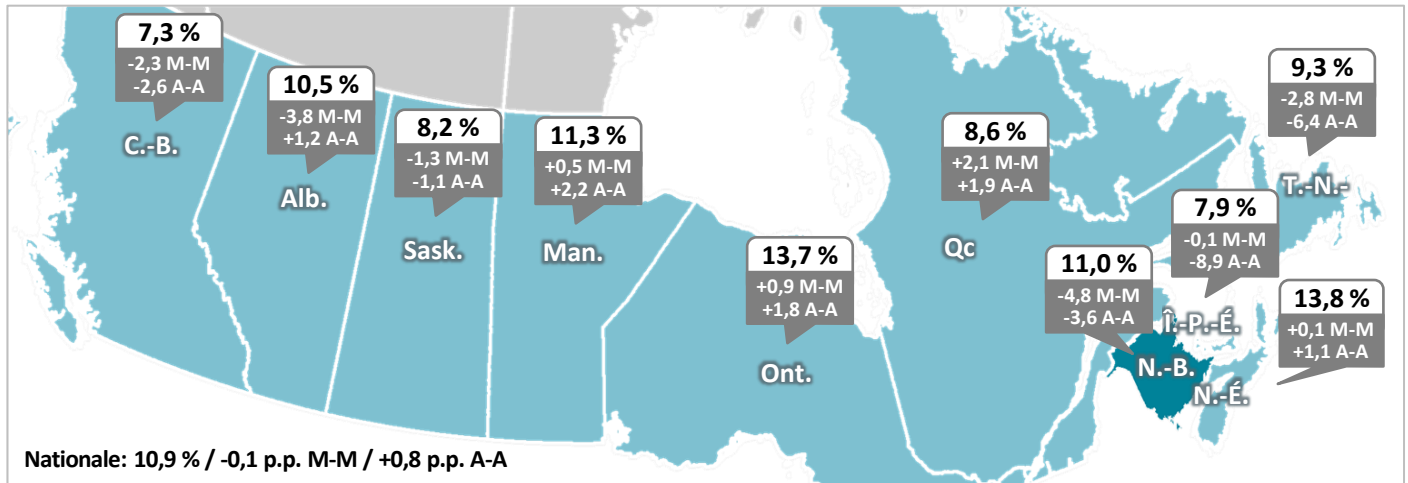 7,3 %
-2,3 M-M
-2,6 A-A
C.-B.
10,5 %
-3,8 M-M
+1,2 A-A
Alb.
8,2 %
-1,3 M-M
-1,1 A-A
Sask.
11,3 %
+0,5 M-M
+2,2 A-A
Man.
13,7 %
+0,9 M-M
+1,8 A-A
Ont.
8,6 %
+2,1 M-M
+1,9 A-A
Qc
9,3 %
-2,8 M-M
-6,4 A-A
T.-N.-
7,9 %
-0,1 M-M
-8,9 A-A
Î.-P.-É.
11,0 %
-4,8 M-M
-3,6 A-A
N.-B.
13,8 %
+0,1 M-M
+1,1 A-A
N.-É.
Nationale: 10,9 % / -0,1 p.p. M-M / +0,8 p.p. A-A